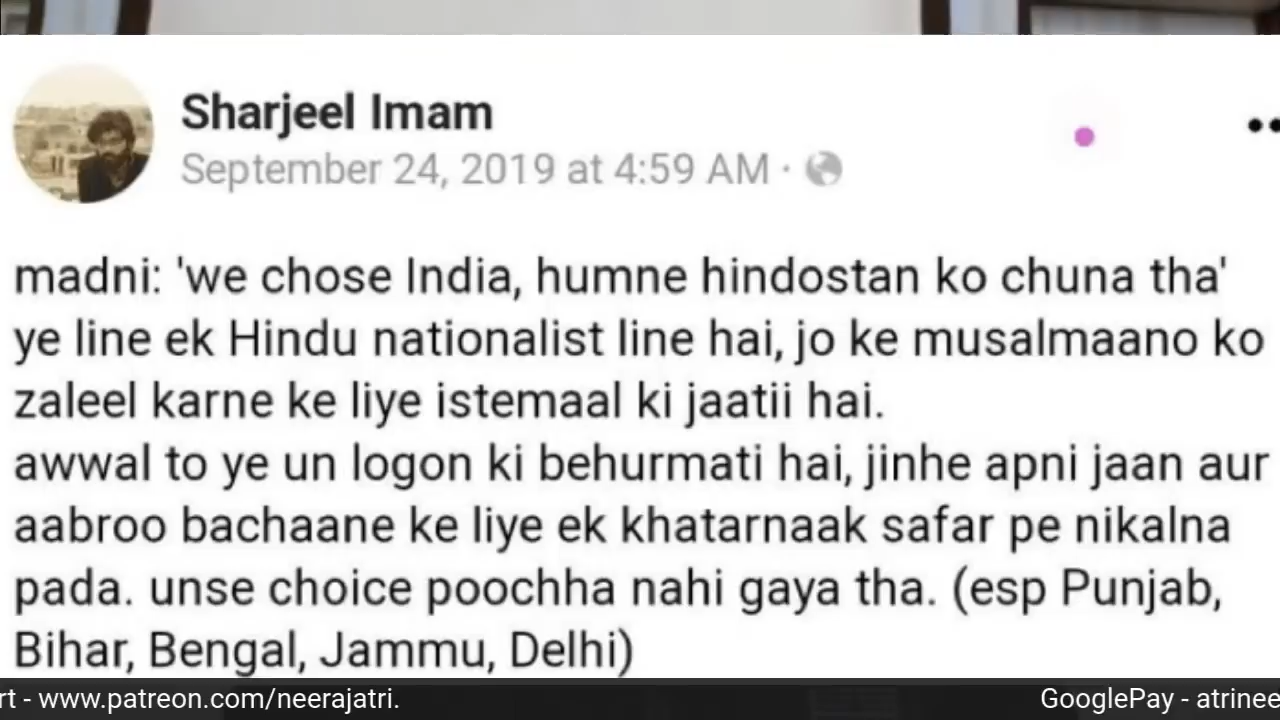 Sharjeel Imam
September 24, 2019 at 4:59 AM ·
madni: 'we chose India, humne hindostan ko chuna tha'
ye line ek Hindu nationalist line hai, jo ke musalmaano ko
zaleel karne ke liye istemaal ki jaatii hai.
awwal to ye un logon ki behurmati hai, jinhe apni jaan aur
aabroo bachaane ke liye ek khatarnaak safar pe nikalna
pada. unse choice poochha nahi gaya tha. (esp Punjab,
Bihar, Bengal, Jammu, Delhi)
rt - www.patreon.com/neerajatri. GooglePay - atrinee